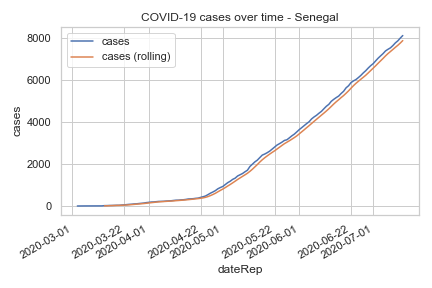 COVID-19 cases over time - Senegal
cases
cases (rolling)
8000
6000
4000
2000
0
cases
2020-03-01
2020-03-22
2020-04-01
2020-04-22
2020-05-01
2020-05-22
2020-06-01
2020-06-22
2020-07-01
dateRep